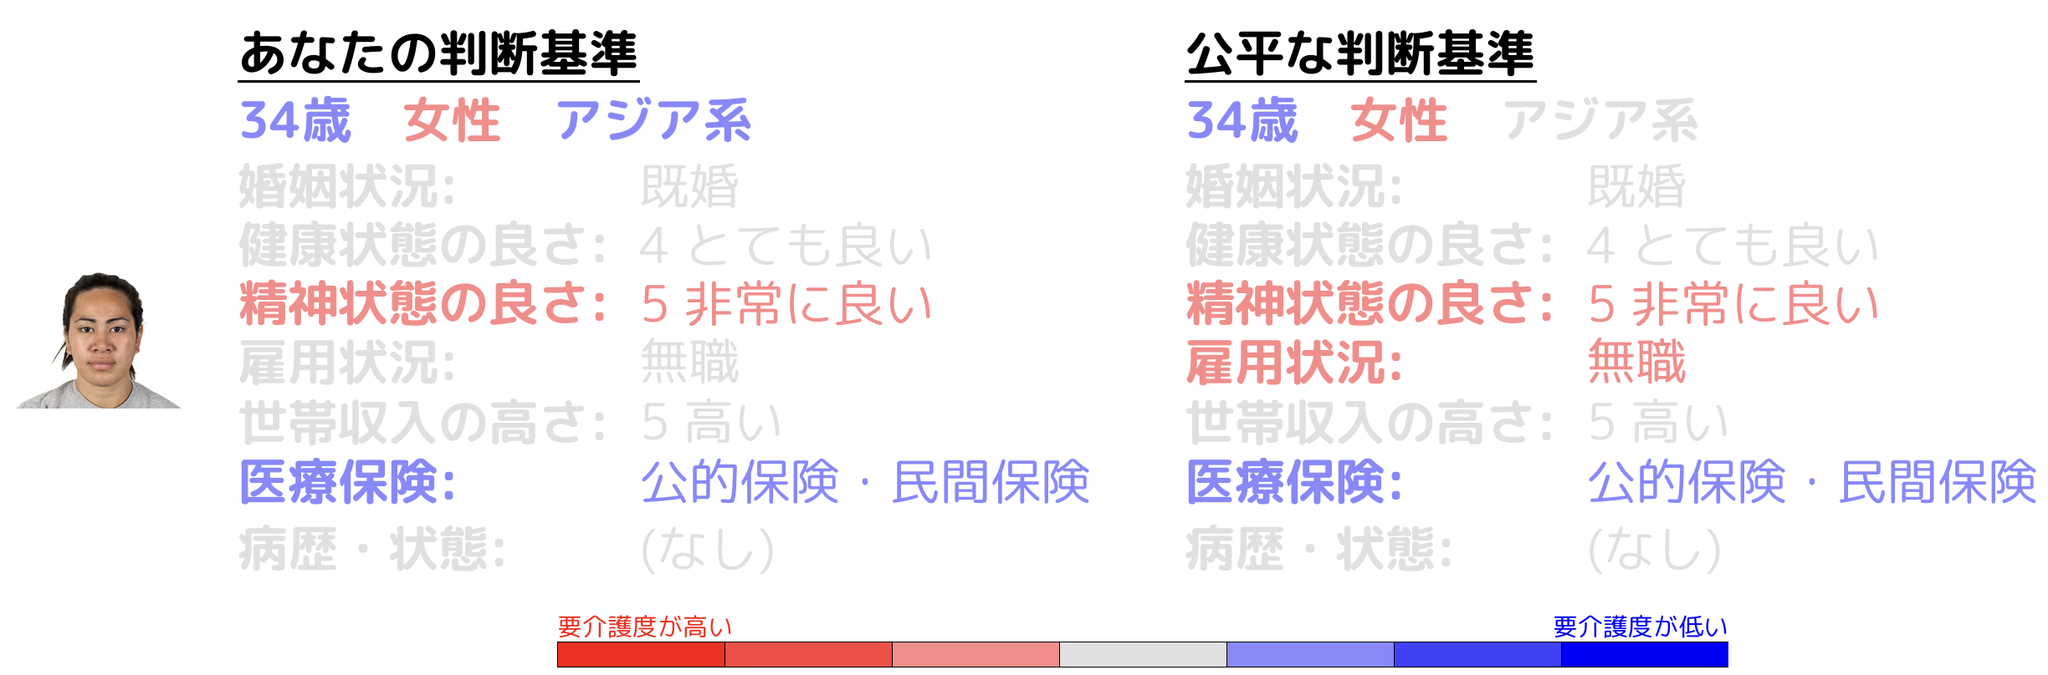 あなたの判断基準
34歳 女性 アジア系
婚姻状況: 既婚
健康状態の良さ: 4 とても良い
精神状態の良さ: 5 非常に良い
雇用状況: 無職
世帯収入の高さ: 5 高い
医療保険: 公的保険・民間保険
病歴・状態: (なし)
公平な判断基準
34歳 女性 アジア系
婚姻状況: 既婚
健康状態の良さ: 4 とても良い
精神状態の良さ: 5 非常に良い
雇用状況: 無職
世帯収入の高さ: 5 高い
医療保険: 公的保険・民間保険
病歴・状態: (なし)
要介護度が高い
要介護度が低い